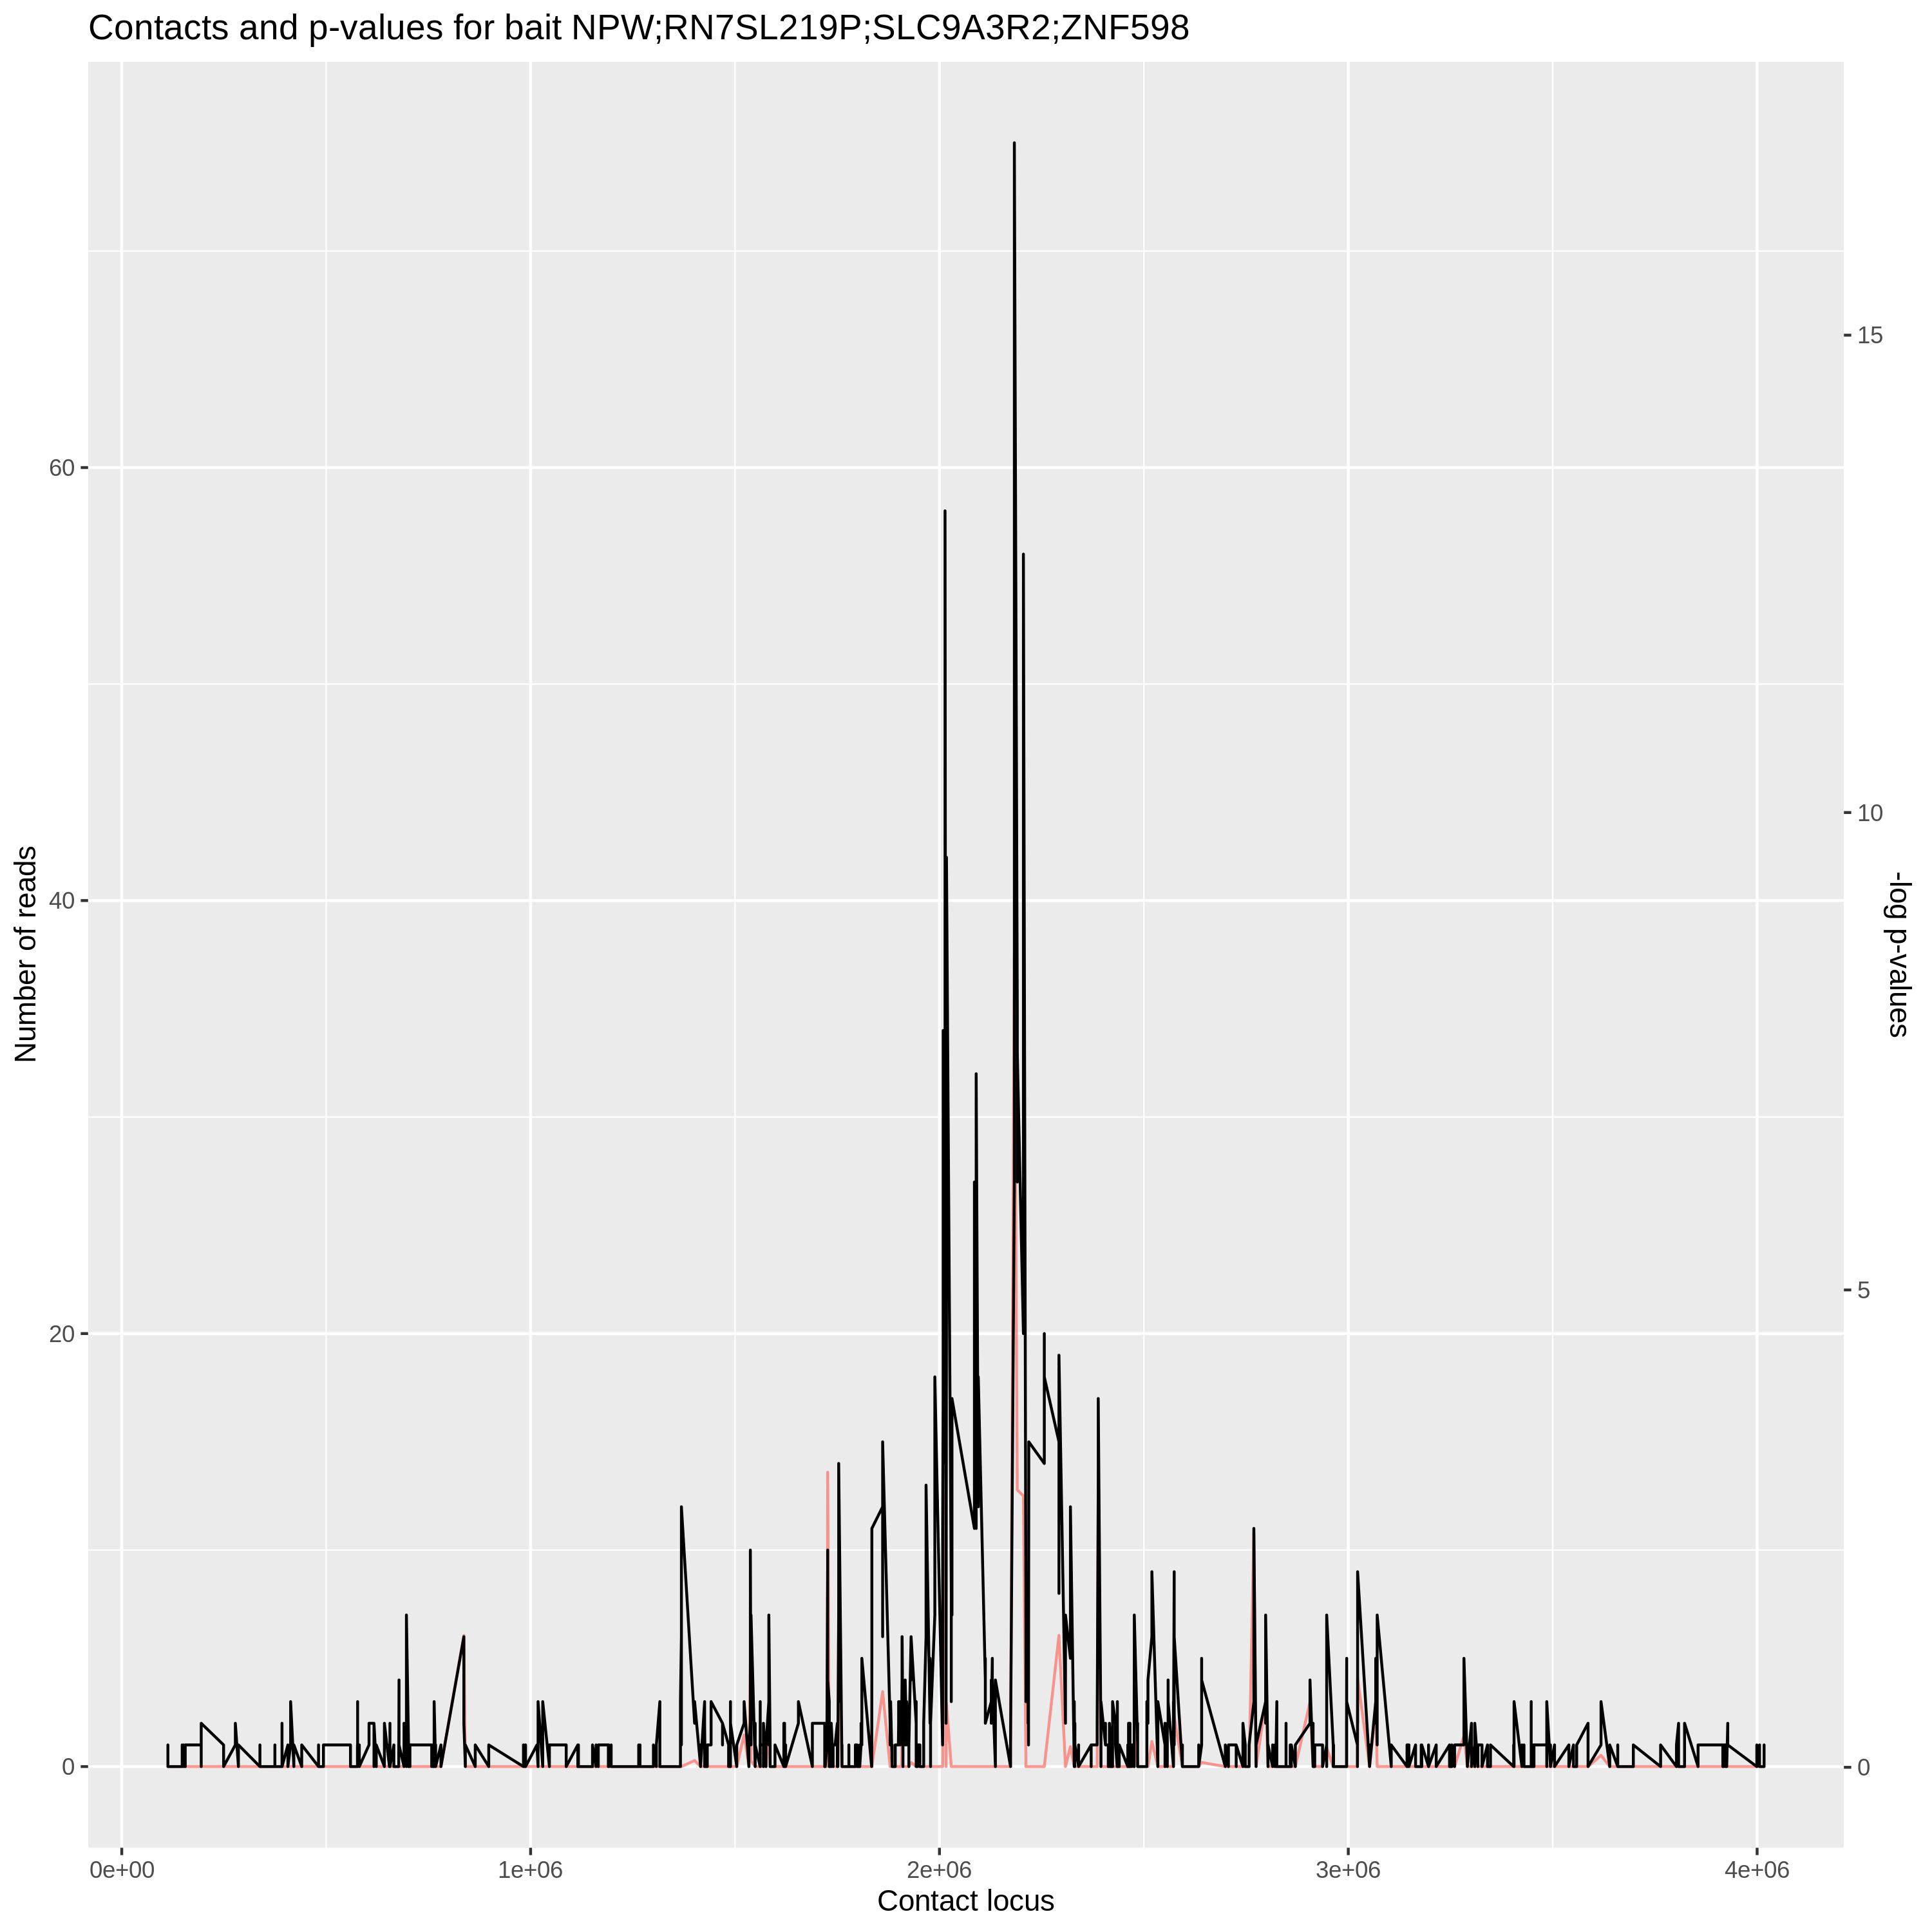 Contacts and p-values for bait NPW;RN7SL219P;SLC9A3R2;ZNF598
Number of reads
60
40
20
0
15
10
5
0
-log p-values
0e+00 1e+06 2e+06 3e+06 4e+06
Contact locus